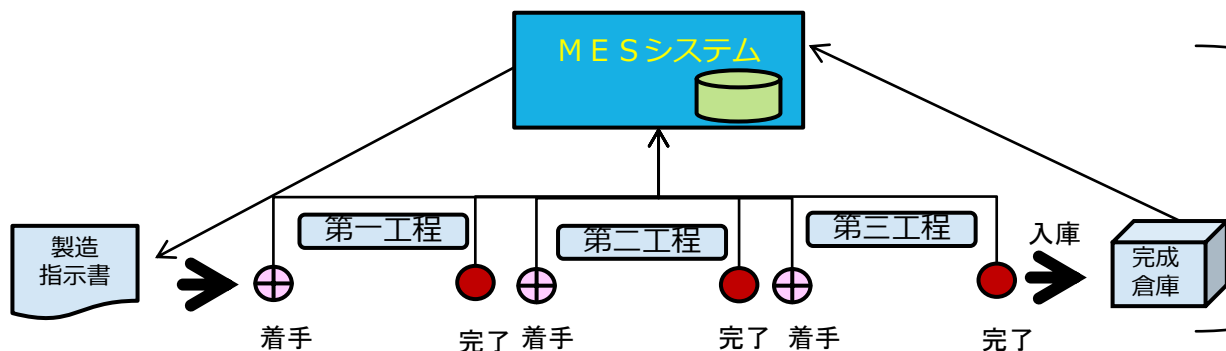 ＭＥＳシステム
第一工程
第二工程
第三工程
製造
指示書
入庫
完成
倉庫
着手
完了
着手
完了
着手
完了